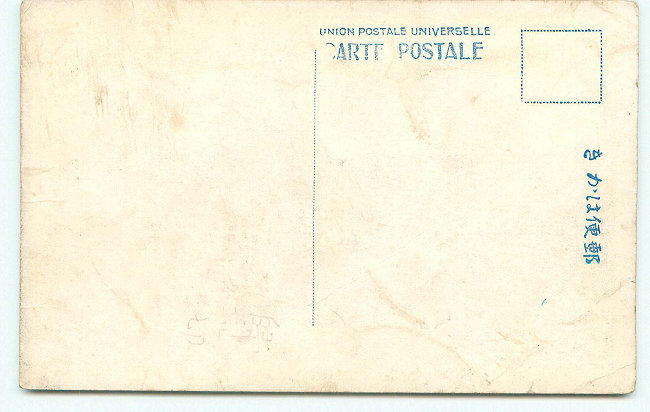 UNION POSTALE UNIVERSELLE
CARTE POSTALE
きかは便郵